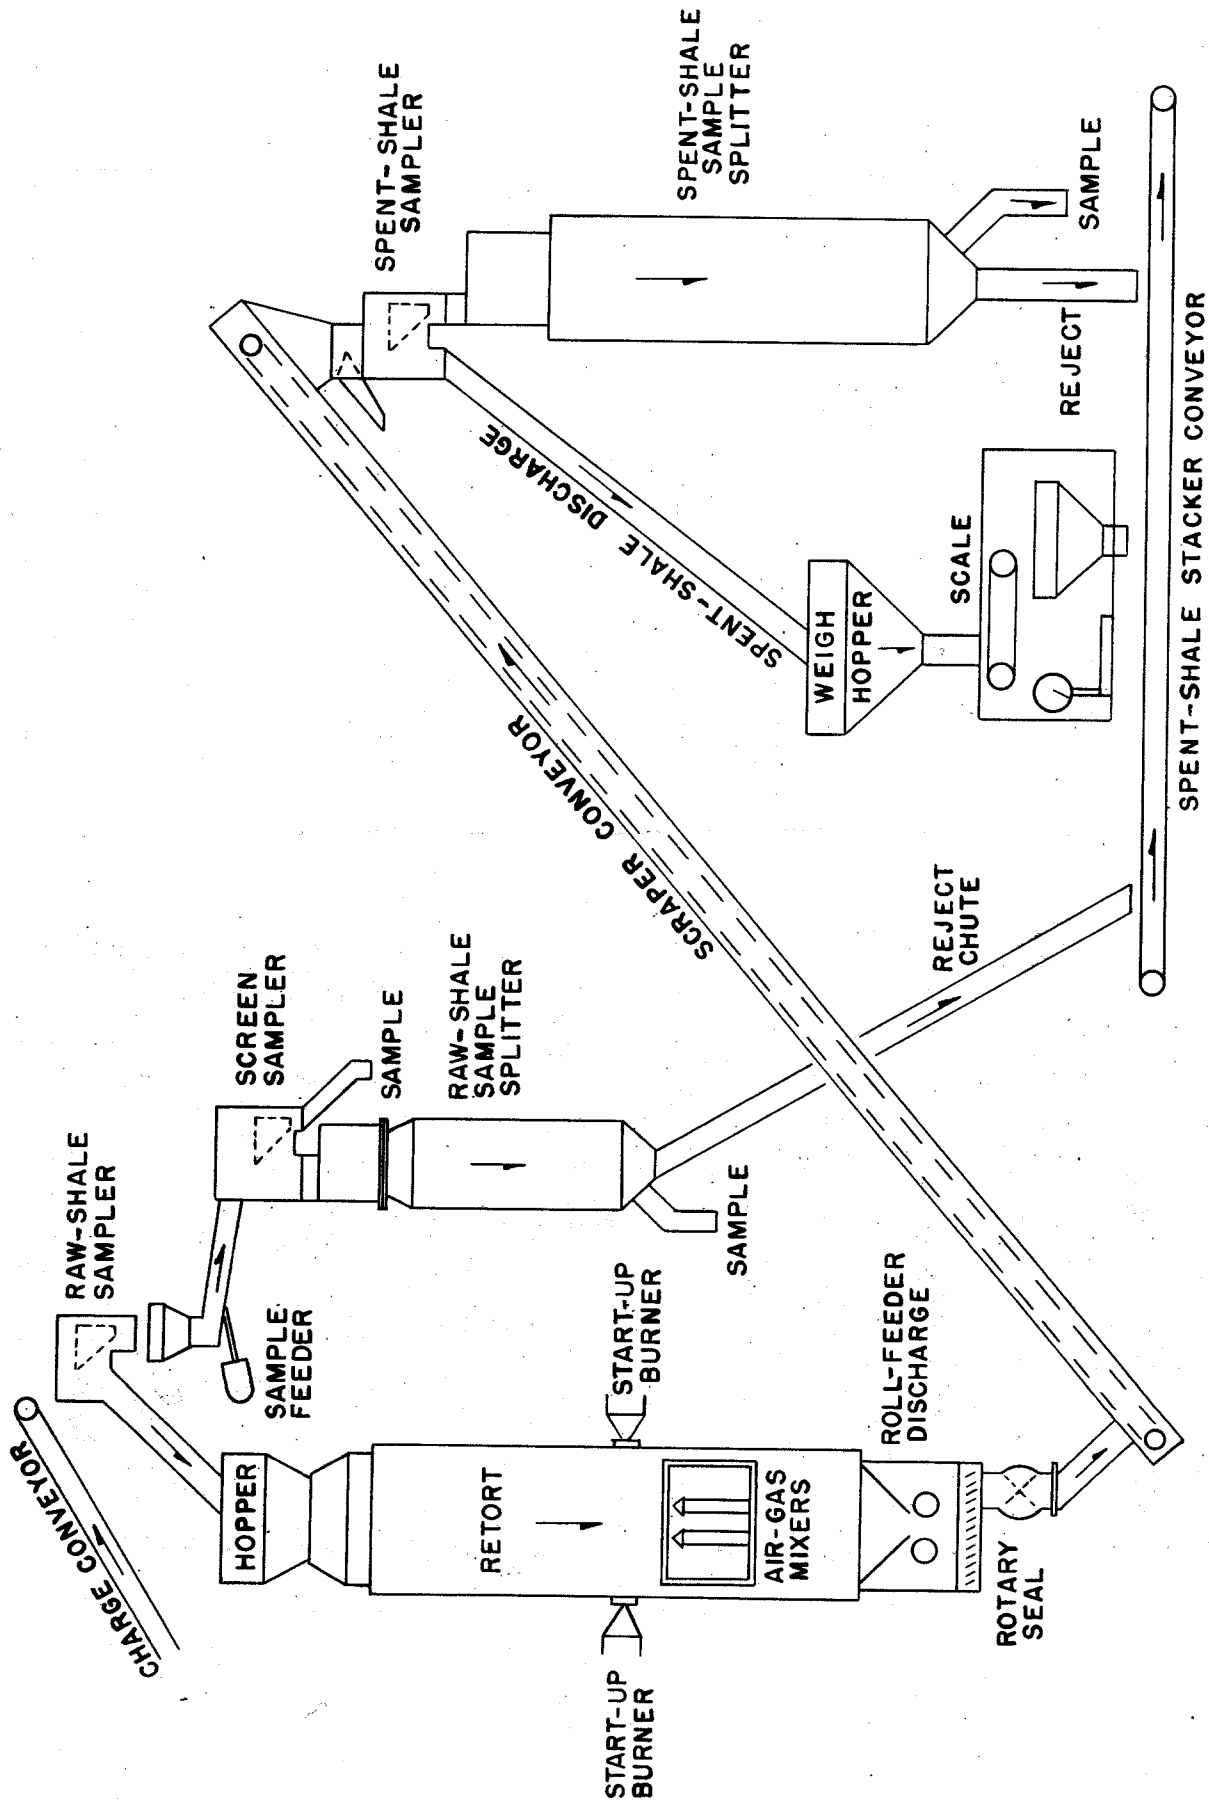 CHARGE CONVEYOR
RAW-SHALE
SAMPLER
SAMPLE
FEEDER
SCREEN
SAMPLER
SAMPLE
RAW-SHALE
SAMPLE
SPLITTER
SAMPLE
HOPPER
RETORT
START-UP
BURNER
START-UP
BURNER
AIR-GAS
MIXERS
ROLL-FEEDER
DISCHARGE
ROTARY
SEAL
SCRAPER CONVEYOR
REJECT
CHUTE
SPENT-SHALE
SAMPLER
SPENT-SHALE
SAMPLE
SPLITTER
SPENT-SHALE DISCHARGE
WEIGH
HOPPER
SCALE
REJECT
SAMPLE
SPENT-SHALE STACKER CONVEYOR